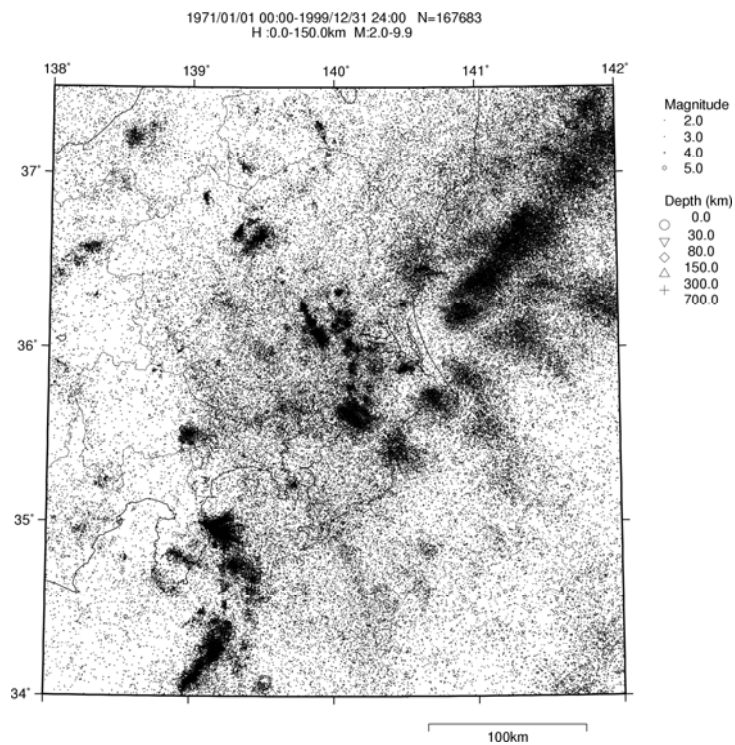 1971/01/01 00:00-1999/12/31 24:00 N=167683
H :0.0-150.0km M:2.0-9.9
138° 139° 140° 141° 142°
Magnitude
2.0
3.0
4.0
5.0
Depth (km)
0.0
30.0
80.0
150.0
300.0
700.0
37°
36°
35°
34°
100km